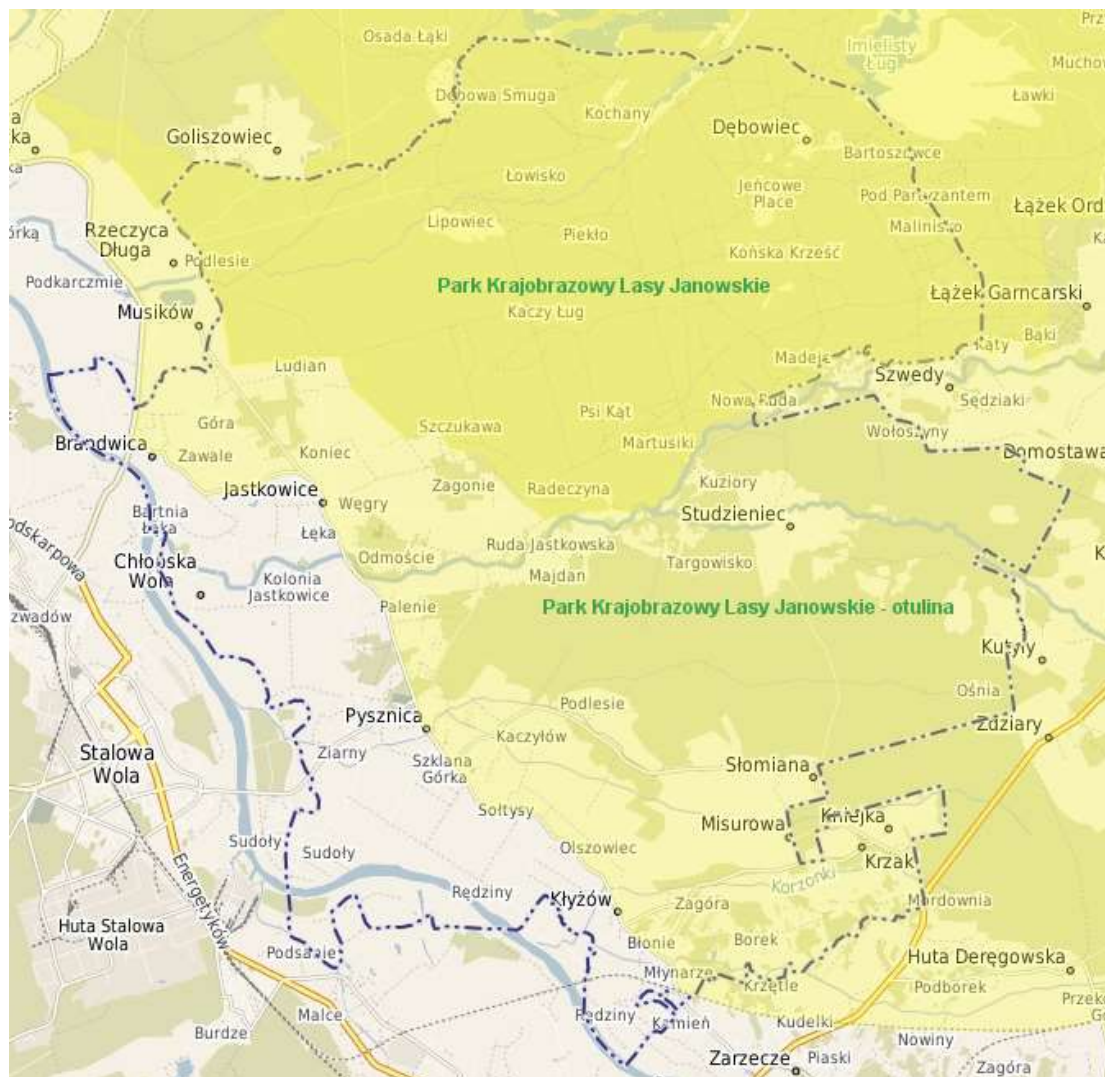 Osada Łąki
Imielisty
Ług
Muchow
Ławki
Dębowa Smuga
Kochany
Dębowiec
Goliszowiec
Bartoszówce
Łowisko
Jeńcowe
Place
Pod Partyzantem
Łążek Ord
Lipowiec
Malinisko
Rzeczyca
Długa
Piekło
Końska Krześć
Podlesie
Podkarczmie
Park Krajobrazowy Lasy Janowskie
Łążek Garncarski
Musików
Kaczy Ług
Bąki
Kąty
Madeje
Ludian
Szwedy
Sędziaki
Nowa Ruda
Psi Kąt
Góra
Szczukawa
Wołoszyny
Brandwica
Zawale
Koniec
Martusiki
Domostawa
Jastkowice
Węgry
Zagonie
Radeczyna
Kuziory
Studzieniec
Bartnia
Łąka
odskarpowa
Łęka
Ruda Jastkowska
Odmoście
Targowisko
Chłopska
Wola
Kolonia
Jastkowice
Majdan
zwadów
Palenie
Park Krajobrazowy Lasy Janowskie - otulina
Kutyły
Ośnia
Podlesie
Pysznica
Kaczyłów
Zdziary
Stalowa
Wola
Ziarny
Szklana
Górka
Słomiana
Sołtysy
Misurowa
Kniejka
Sudoły
Sudoły
Olszowiec
Krzak
Energetyków
Korzonki
Rędziny
Kłyżów
Zagóra
Mordownia
Huta Stalowa
Wola
Podsanie
Błonie
Borek
Huta Deręgowska
Młynarze
Krzętle
Podborek
Malce
Rędziny
Kamień
Kudelki
Burdze
Nowiny
Zarzecze
Piaski
Zagóra